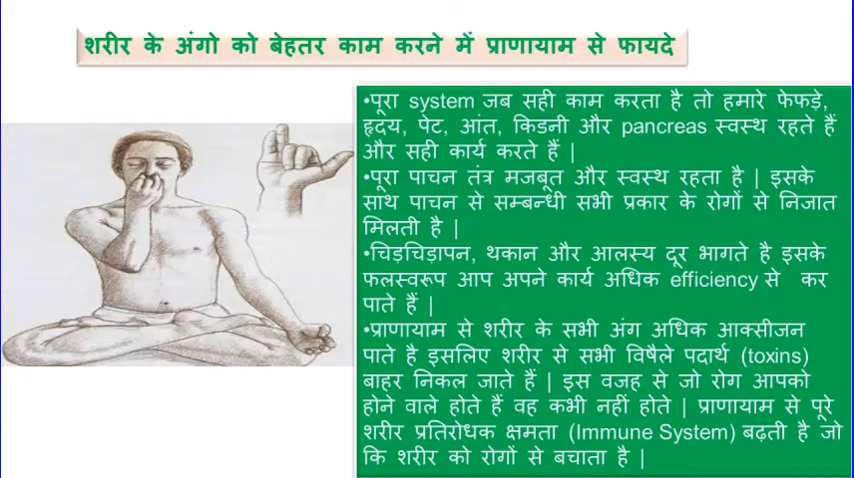 शरीर के अंगो को बेहतर काम करने में प्राणायाम से फायदे
•पूरा system जब सही काम करता है तो हमारे फेफड़े,
हृदय, पेट, आंत, किडनी और pancreas स्वस्थ रहते हैं
और सही कार्य करते हैं |
•पूरा पाचन तंत्र मजबूत और स्वस्थ रहता है | इसके
साथ पाचन से सम्बन्धी सभी प्रकार के रोगों से निजात
मिलती है |
•चिड़चिड़ापन, थकान और आलस्य दूर भागते है इसके
फलस्वरूप आप अपने कार्य अधिक efficiency से कर
पाते हैं |
•प्राणायाम से शरीर के सभी अंग अधिक आक्सीजन
पाते है इसलिए शरीर से सभी विषैले पदार्थ (toxins)
बाहर निकल जाते हैं | इस वजह से जो रोग आपको
होने वाले होते हैं वह कभी नहीं होते | प्राणायाम से पूरे
शरीर प्रतिरोधक क्षमता (Immune System) बढ़ती है जो
कि शरीर को रोगों से बचाता है |